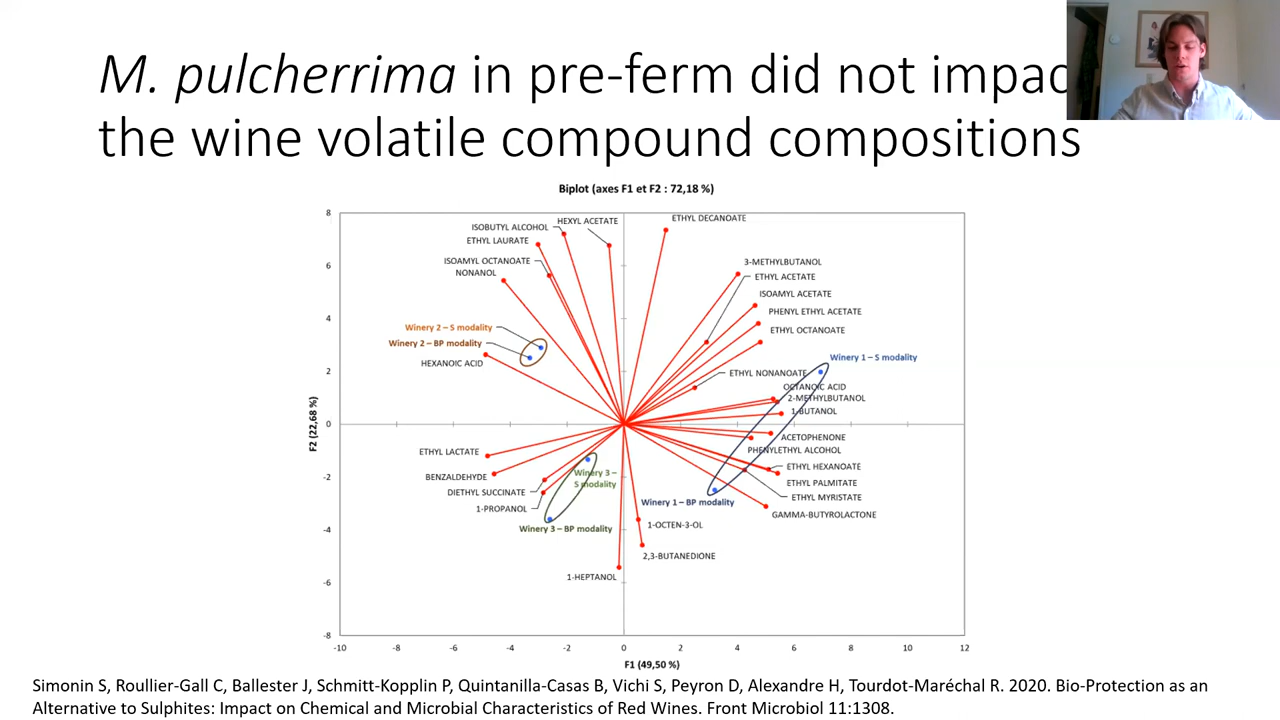 M. pulcherrima in pre-ferm did not impac
the wine volatile compound compositions
Biplot (axes F1 et F2 : 72,18 %)
8
6
4
2
0
-2
-4
-6
-8
F2 (22,68 %)
ISOBUTYL ALCOHOL
HEXYL ACETATE
ETHYL DECANOATE
ETHYL LAURATE
ISOAMYL OCTANOATE
NONANOL
3-METHYLBUTANOL
ETHYL ACETATE
ISOAMYL ACETATE
PHENYL ETHYL ACETATE
ETHYL OCTANOATE
Winery 2 – S modality
Winery 2 – BP modality
HEXANOIC ACID
Winery 1 – S modality
ETHYL NONANOATE
OCTANOIC ACID
2-METHYLBUTANOL
1-BUTANOL
ACETOPHENONE
PHENYLETHYL ALCOHOL
ETHYL HEXANOATE
ETHYL PALMITATE
ETHYL MYRISTATE
GAMMA-BUTYROLACTONE
ETHYL LACTATE
BENZALDEHYDE
DIETHYL SUCCINATE
1-PROPANOL
Winery 3 –
S modality
Winery 3 – BP modality
Winery 1 – BP modality
1-OCTEN-3-OL
2,3-BUTANEDIONE
1-HEPTANOL
-10 -8 -6 -4 -2 0 2 4 6 8 10 12
F1 (49,50 %)
Simonin S, Roullier-Gall C, Ballester J, Schmitt-Kopplin P, Quintanilla-Casas B, Vichi S, Peyron D, Alexandre H, Tourdot-Maréchal R. 2020. Bio-Protection as an
Alternative to Sulphites: Impact on Chemical and Microbial Characteristics of Red Wines. Front Microbiol 11:1308.